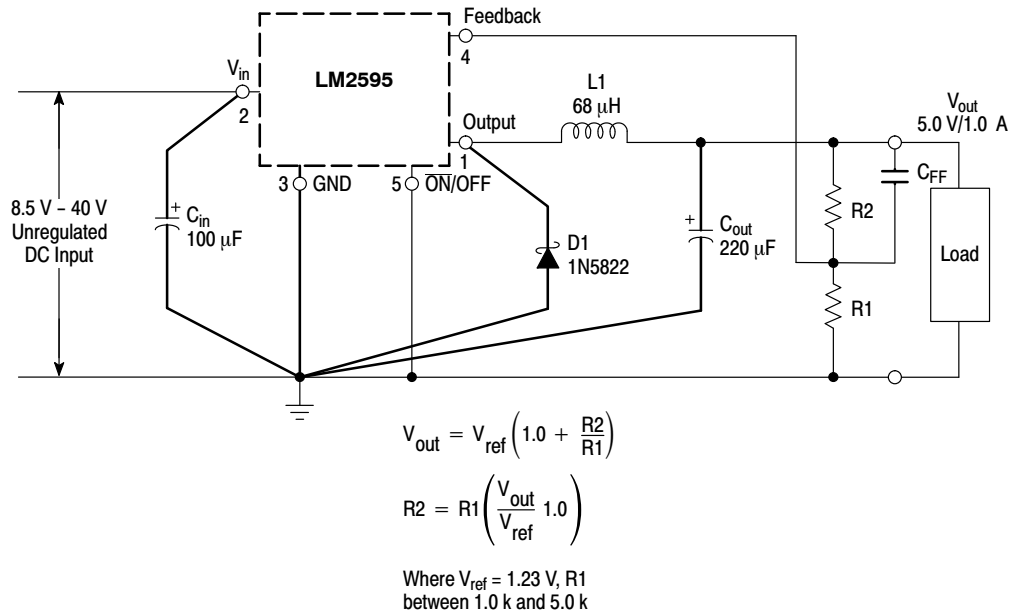 Feedback
4
V_in
2
LM2595
L1
68 μH
Output
1
V_out
5.0 V/1.0 A
3 GND
5 O̅N̅/OFF
C_FF
R2
8.5 V – 40 V
Unregulated
DC Input
+ C_in
100 μF
D1
1N5822
+ C_out
220 μF
Load
R1
V_out = V_ref (1.0 + R2/R1)
R2 = R1 (V_out/V_ref 1.0)
Where V_ref = 1.23 V, R1
between 1.0 k and 5.0 k